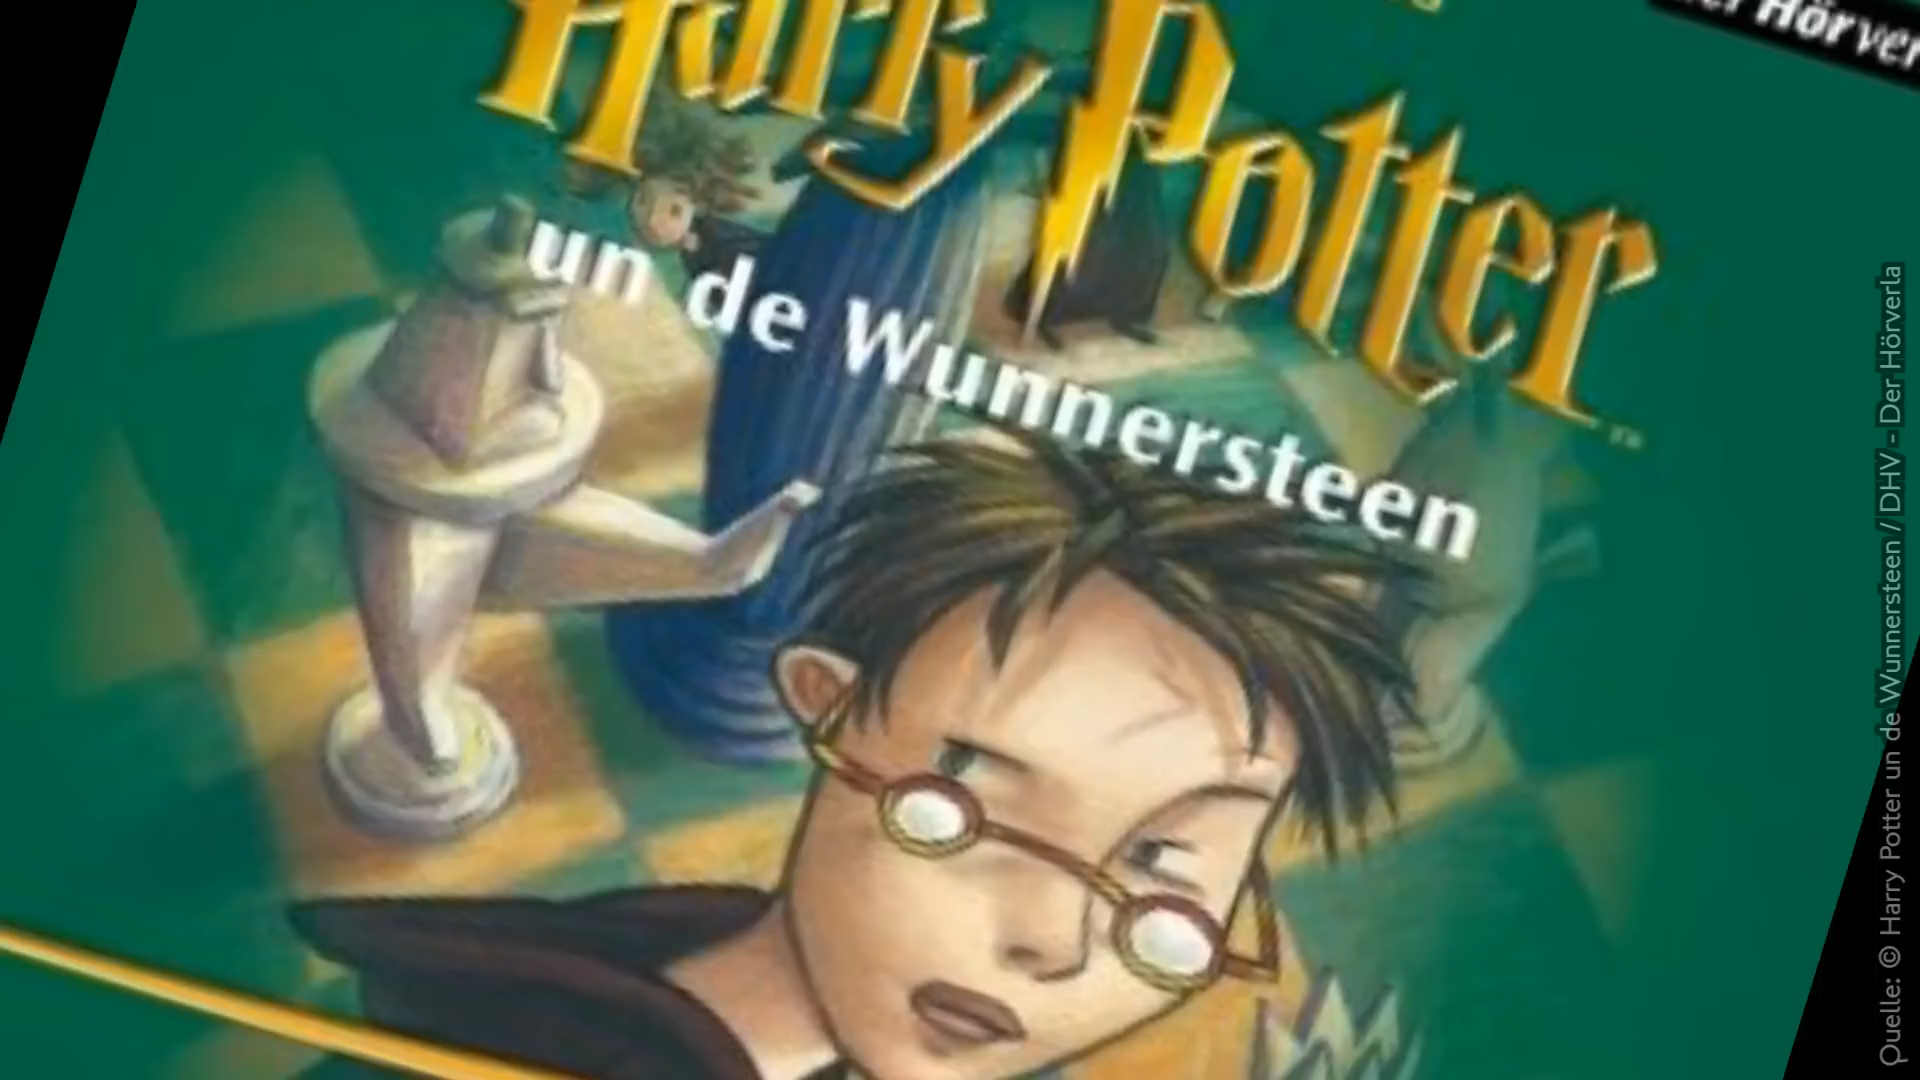 Harry Potter
un de Wunnersteen
Hörver
Quelle: © Harry Potter un de Wunnersteen / DHV - Der Hörverla